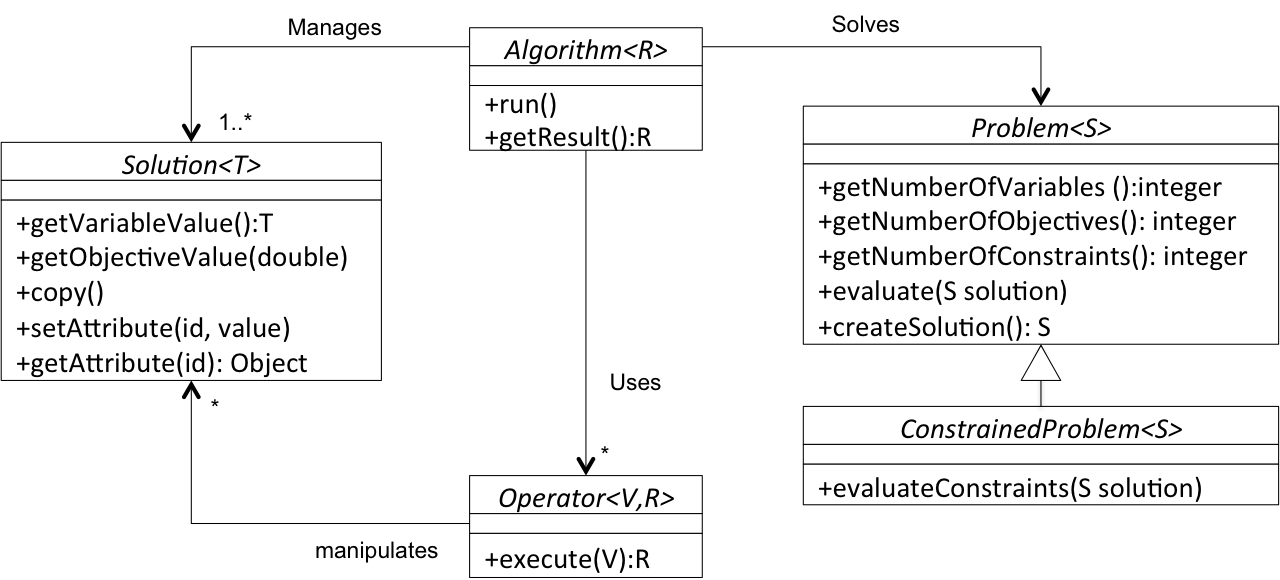 Manages
Algorithm<R>
+run()
+getResult():R
Solves
1..*
Solution<T>
+getVariableValue():T
+getObjectiveValue(double)
+copy()
+setAttribute(id, value)
+getAttribute(id): Object
*
Problem<S>
+getNumberOfVariables ():integer
+getNumberOfObjectives(): integer
+getNumberOfConstraints(): integer
+evaluate(S solution)
+createSolution(): S
Uses
*
ConstrainedProblem<S>
+evaluateConstraints(S solution)
Operator<V,R>
+execute(V):R
manipulates